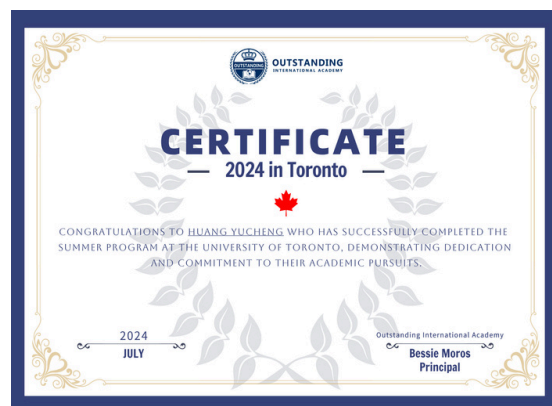 OUTSTANDING
OUTSTANDING
INTERNATIONAL ACADEMY
CERTIFICATE
2024 in Toronto
CONGRATULATIONS TO HUANG YUCHENG WHO HAS SUCCESSFULLY COMPLETED THE
SUMMER PROGRAM AT THE UNIVERSITY OF TORONTO, DEMONSTRATING DEDICATION
AND COMMITMENT TO THEIR ACADEMIC PURSUITS.
2024
JULY
Outstanding International Academy
Bessie Moros
Principal